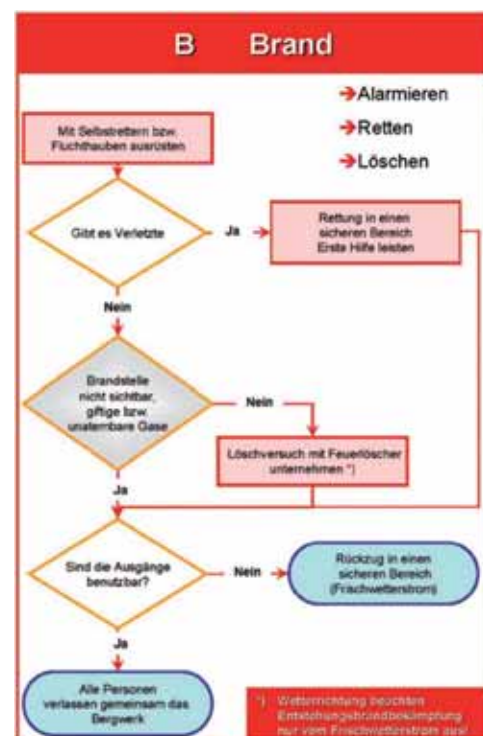 B Brand
➔Alarmieren
➔Retten
➔Löschen
Mit Selbstrettern bzw.
Fluchthauben ausrüsten
Gibt es Verletzte
Ja
Rettung in einen
sicheren Bereich
Erste Hilfe leisten
Nein
Brandstelle
nicht sichtbar,
giftige bzw.
unatembare Gase
Nein
Löschversuch mit Feuerlöscher
unternehmen *)
Ja
Sind die Ausgänge
benutzbar?
Nein
Rückzug in einen
sicheren Bereich
(Frischwetterstrom)
Ja
Alle Personen
verlassen gemeinsam das
Bergwerk
*) Wetterrichtung beachten
Entstehungsbrandbekämpfung
nur vom Frischwetterstrom aus!